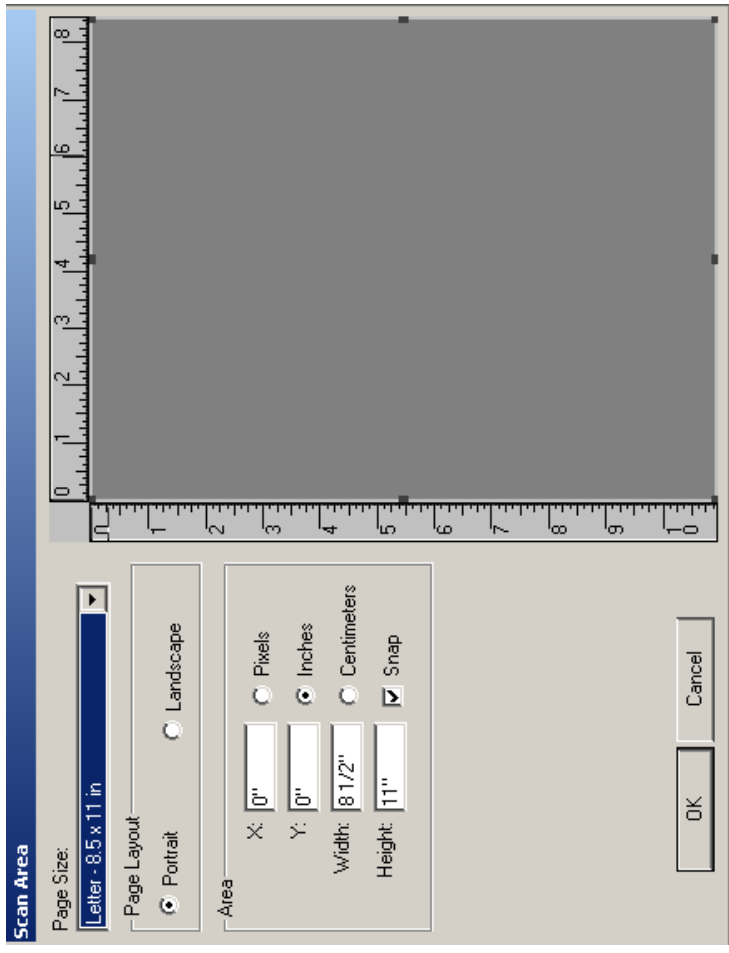 Scan Area
Page Size:
Letter - 8.5 x 11 in
Page Layout
Portrait
Landscape
Area
X: 0"
Pixels
Y: 0"
Inches
Width: 8 1/2"
Centimeters
Height: 11"
Snap
OK
Cancel
0 1 2 3 4 5 6 7 8
0 1 2 3 4 5 6 7 8 9 10